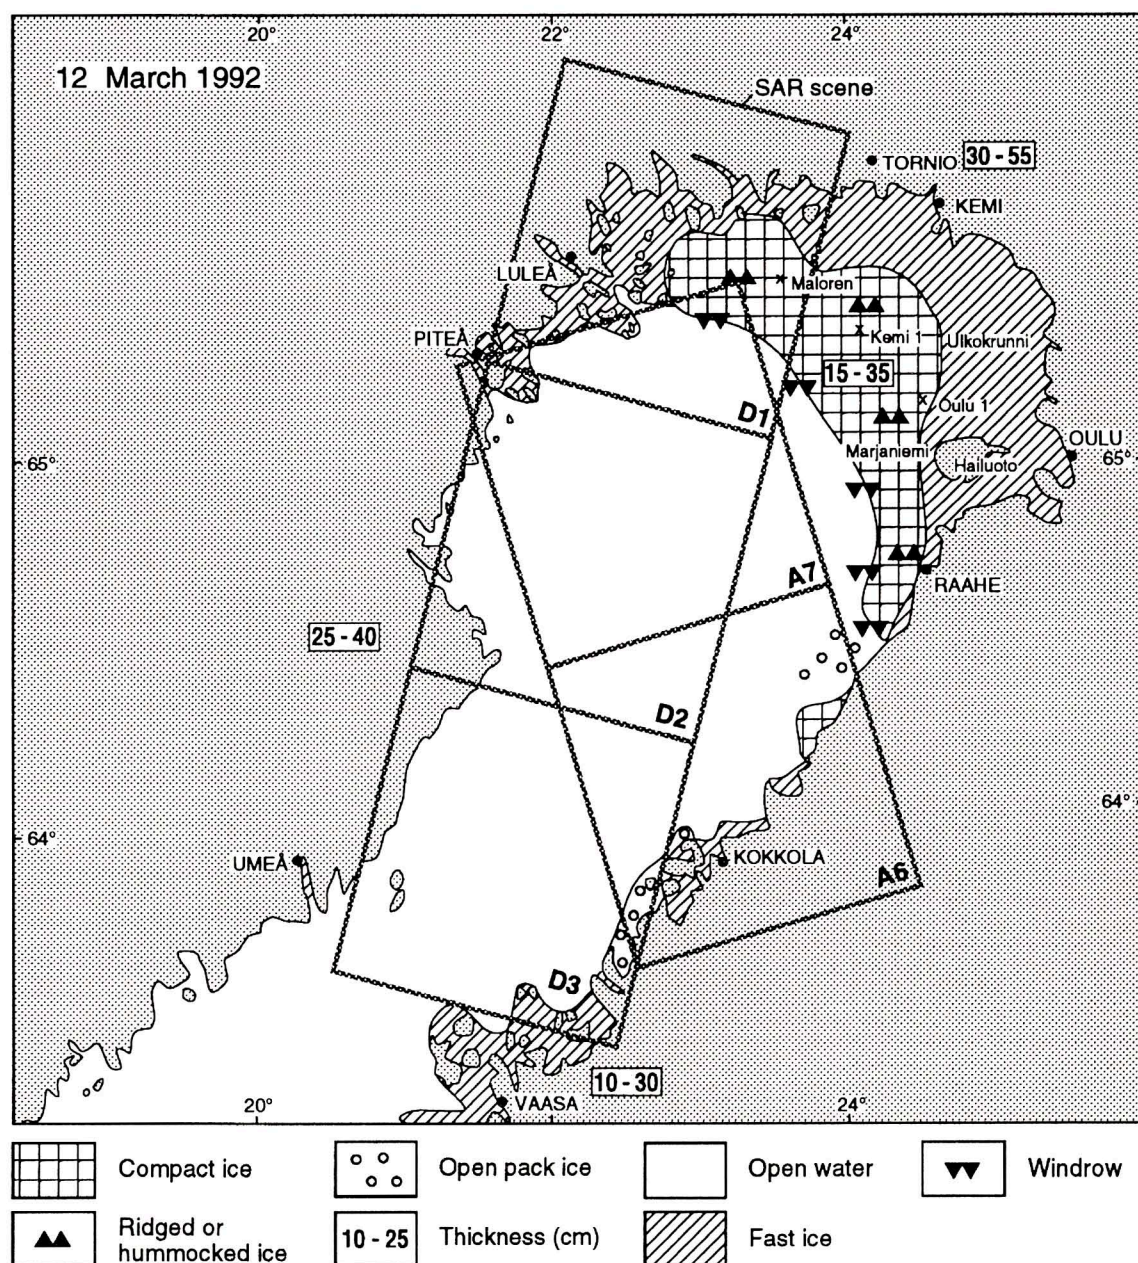 20°
22°
24°
12 March 1992
SAR scene
TORNIO
30 - 55
KEMI
LULEÅ
Maloren
PITEÅ
Kemi 1
Ulkokrunni
15 - 35
Oulu 1
D1
Marjaniemi
OULU
65°
Hailuoto
65°
A7
RAAHE
25 - 40
D2
64°
64°
UMEÅ
KOKKOLA
A6
D3
10 - 30
VAASA
20°
22°
24°
Compact ice
Open pack ice
Open water
Windrow
Ridged or
hummocked ice
10 - 25
Thickness (cm)
Fast ice